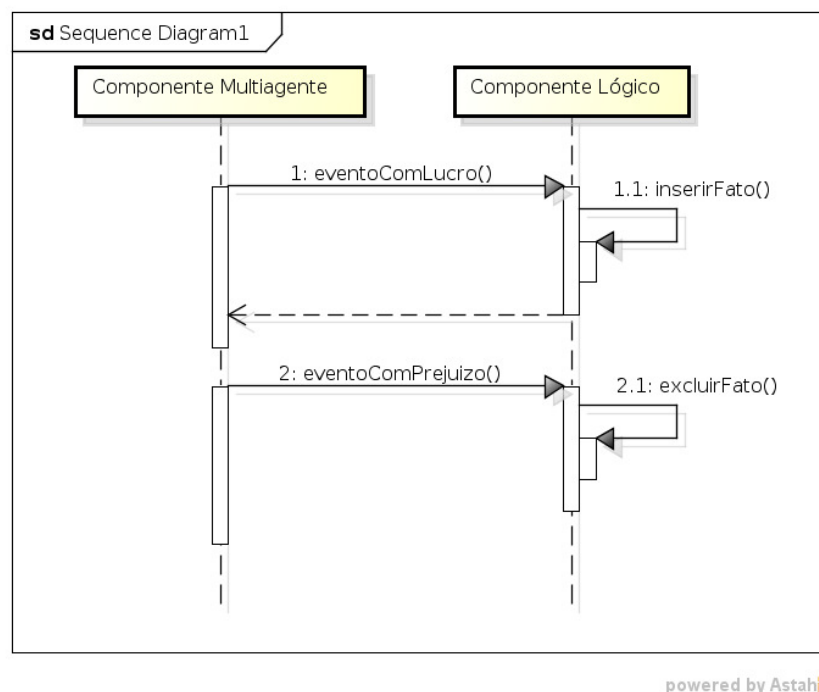 sd Sequence Diagram1
Componente Multiagente
Componente Lógico
1: eventoComLucro()
1.1: inserirFato()
2: eventoComPrejuizo()
2.1: excluirFato()
powered by Astah